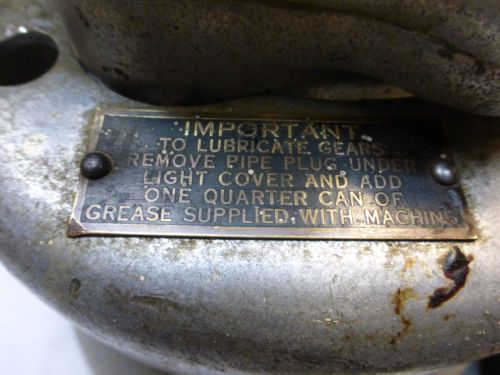 IMPORTANT
TO LUBRICATE GEARS
REMOVE PIPE PLUG UNDER
LIGHT COVER AND ADD
ONE QUARTER CAN OF
GREASE SUPPLIED WITH MACHINE